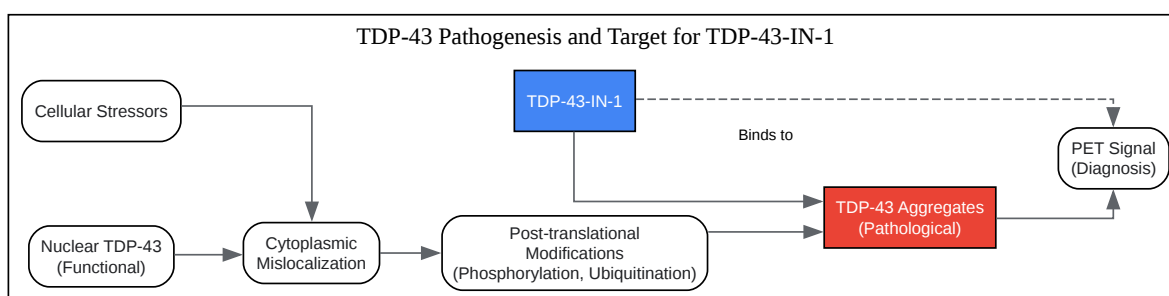 TDP-43 Pathogenesis and Target for TDP-43-IN-1
Cellular Stressors
TDP-43-IN-1
Binds to
PET Signal
(Diagnosis)
Nuclear TDP-43
(Functional)
Cytoplasmic
Mislocalization
Post-translational
Modifications
(Phosphorylation, Ubiquitination)
TDP-43 Aggregates
(Pathological)